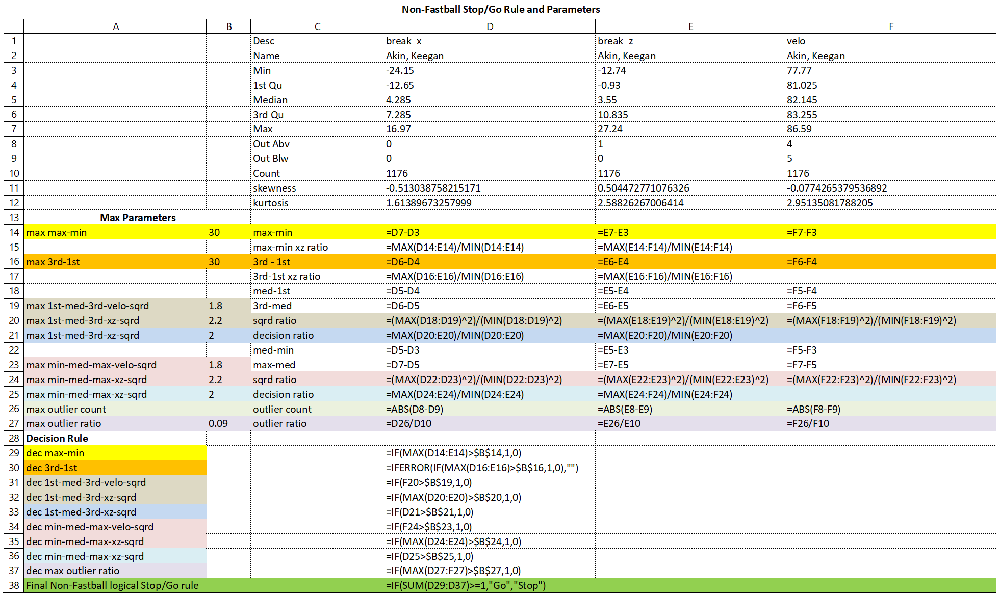 Non-Fastball Stop/Go Rule and Parameters
A B C D E F
1 Desc break_x break_z velo
2 Name Akin, Keegan Akin, Keegan Akin, Keegan
3 Min -24.15 -12.74 77.77
4 1st Qu -12.65 -0.93 81.025
5 Median 4.285 3.55 82.145
6 3rd Qu 7.285 10.835 83.255
7 Max 16.97 27.24 86.59
8 Out Abv 0 1 4
9 Out Blw 0 0 5
10 Count 1176 1176 1176
11 skewness -0.513038758215171 0.504472771076326 -0.0774265379536892
12 kurtosis 1.61389673257999 2.58826267006414 2.95135081788205
13 Max Parameters
14 max max-min 30 max-min =D7-D3 =E7-E3 =F7-F3
15 max-min xz ratio =MAX(D14:E14)/MIN(D14:E14) =MAX(E14:F14)/MIN(E14:F14)
16 max 3rd-1st 30 3rd - 1st =D6-D4 =E6-E4 =F6-F4
17 3rd-1st xz ratio =MAX(D16:E16)/MIN(D16:E16) =MAX(E16:F16)/MIN(E16:F16)
18 med-1st =D5-D4 =E5-E4 =F5-F4
19 max 1st-med-3rd-velo-sqrd 1.8 3rd-med =D6-D5 =E6-E5 =F6-F5
20 max 1st-med-3rd-xz-sqrd 2.2 sqrd ratio =(MAX(D18:D19)^2)/(MIN(D18:D19)^2) =(MAX(E18:E19)^2)/(MIN(E18:E19)^2) =(MAX(F18:F19)^2)/(MIN(F18:F19)^2)
21 max 1st-med-3rd-xz-sqrd 2 decision ratio =MAX(D20:E20)/MIN(D20:E20) =MAX(E20:F20)/MIN(E20:F20)
22 med-min =D5-D3 =E5-E3 =F5-F3
23 max min-med-max-velo-sqrd 1.8 max-med =D7-D5 =E7-E5 =F7-F5
24 max min-med-max-xz-sqrd 2.2 sqrd ratio =(MAX(D22:D23)^2)/(MIN(D22:D23)^2) =(MAX(E22:E23)^2)/(MIN(E22:E23)^2) =(MAX(F22:F23)^2)/(MIN(F22:F23)^2)
25 max min-med-max-xz-sqrd 2 decision ratio =MAX(D24:E24)/MIN(D24:E24) =MAX(E24:F24)/MIN(E24:F24)
26 max outlier count outlier count =ABS(D8-D9) =ABS(E8-E9) =ABS(F8-F9)
27 max outlier ratio 0.09 outlier ratio =D26/D10 =E26/E10 =F26/F10
28 Decision Rule
29 dec max-min =IF(MAX(D14:E14)>$B$14,1,0)
30 dec 3rd-1st =IFERROR(IF(MAX(D16:E16)>$B$16,1,0),"")
31 dec 1st-med-3rd-velo-sqrd =IF(F20>$B$19,1,0)
32 dec 1st-med-3rd-xz-sqrd =IF(MAX(D20:E20)>$B$20,1,0)
33 dec 1st-med-3rd-xz-sqrd =IF(D21>$B$21,1,0)
34 dec min-med-max-velo-sqrd =IF(F24>$B$23,1,0)
35 dec min-med-max-xz-sqrd =IF(MAX(D24:E24)>$B$24,1,0)
36 dec min-med-max-xz-sqrd =IF(D25>$B$25,1,0)
37 dec max outlier ratio =IF(MAX(D27:F27)>$B$27,1,0)
38 Final Non-Fastball logical Stop/Go rule =IF(SUM(D29:D37)>=1,"Go","Stop")